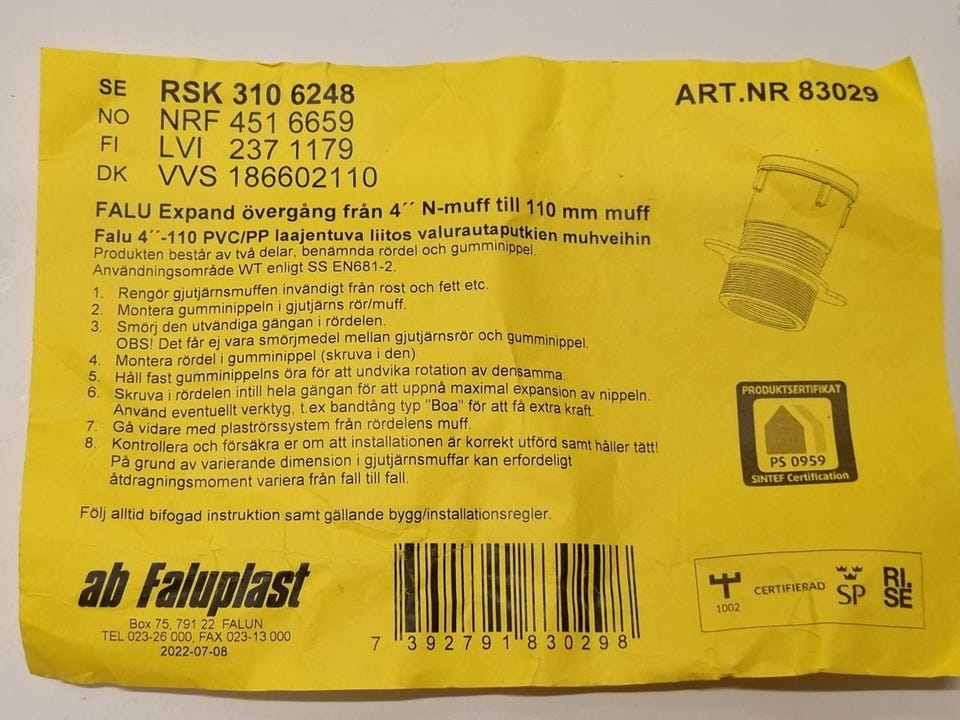 SE RSK 310 6248
NO NRF 451 6659
FI LVI 237 1179
DK VVS 186602110
ART.NR 83029
FALU Expand övergång från 4´´ N-muff till 110 mm muff
Falu 4´´-110 PVC/PP laajentuva liitos valurautaputkien muhveihin
Produkten består av två delar, benämnda rördel och gumminippel.
Användningsområde WT enligt SS EN681-2.
1. Rengör gjutjärnsmuffen invändigt från rost och fett etc.
2. Montera gumminippeln i gjutjärns rör/muff.
3. Smörj den utvändiga gängan i rördelen.
OBS! Det får ej vara smörjmedel mellan gjutjärnsrör och gumminippel.
4. Montera rördel i gumminippel (skruva i den)
5. Håll fast gumminippelns öra för att undvika rotation av densamma.
6. Skruva i rördelen intill hela gängan för att uppnå maximal expansion av nippeln.
Använd eventuellt verktyg, t.ex bandtång typ "Boa" för att få extra kraft.
7. Gå vidare med plaströrssystem från rördelens muff.
8. Kontrollera och försäkra er om att installationen är korrekt utförd samt håller tätt!
På grund av varierande dimension i gjutjärnsmuffar kan erfordeligt
åtdragningsmoment variera från fall till fall.
Följ alltid bifogad instruktion samt gällande bygg/installationsregler.
PRODUKTSERTIFIKAT
PS 0959
SINTEF Certification
ab Faluplast
Box 75, 791 22 FALUN
TEL 023-26 000, FAX 023-13 000
2022-07-08
7 392791 830298
1002
CERTIFIERAD
SP
RI.
SE